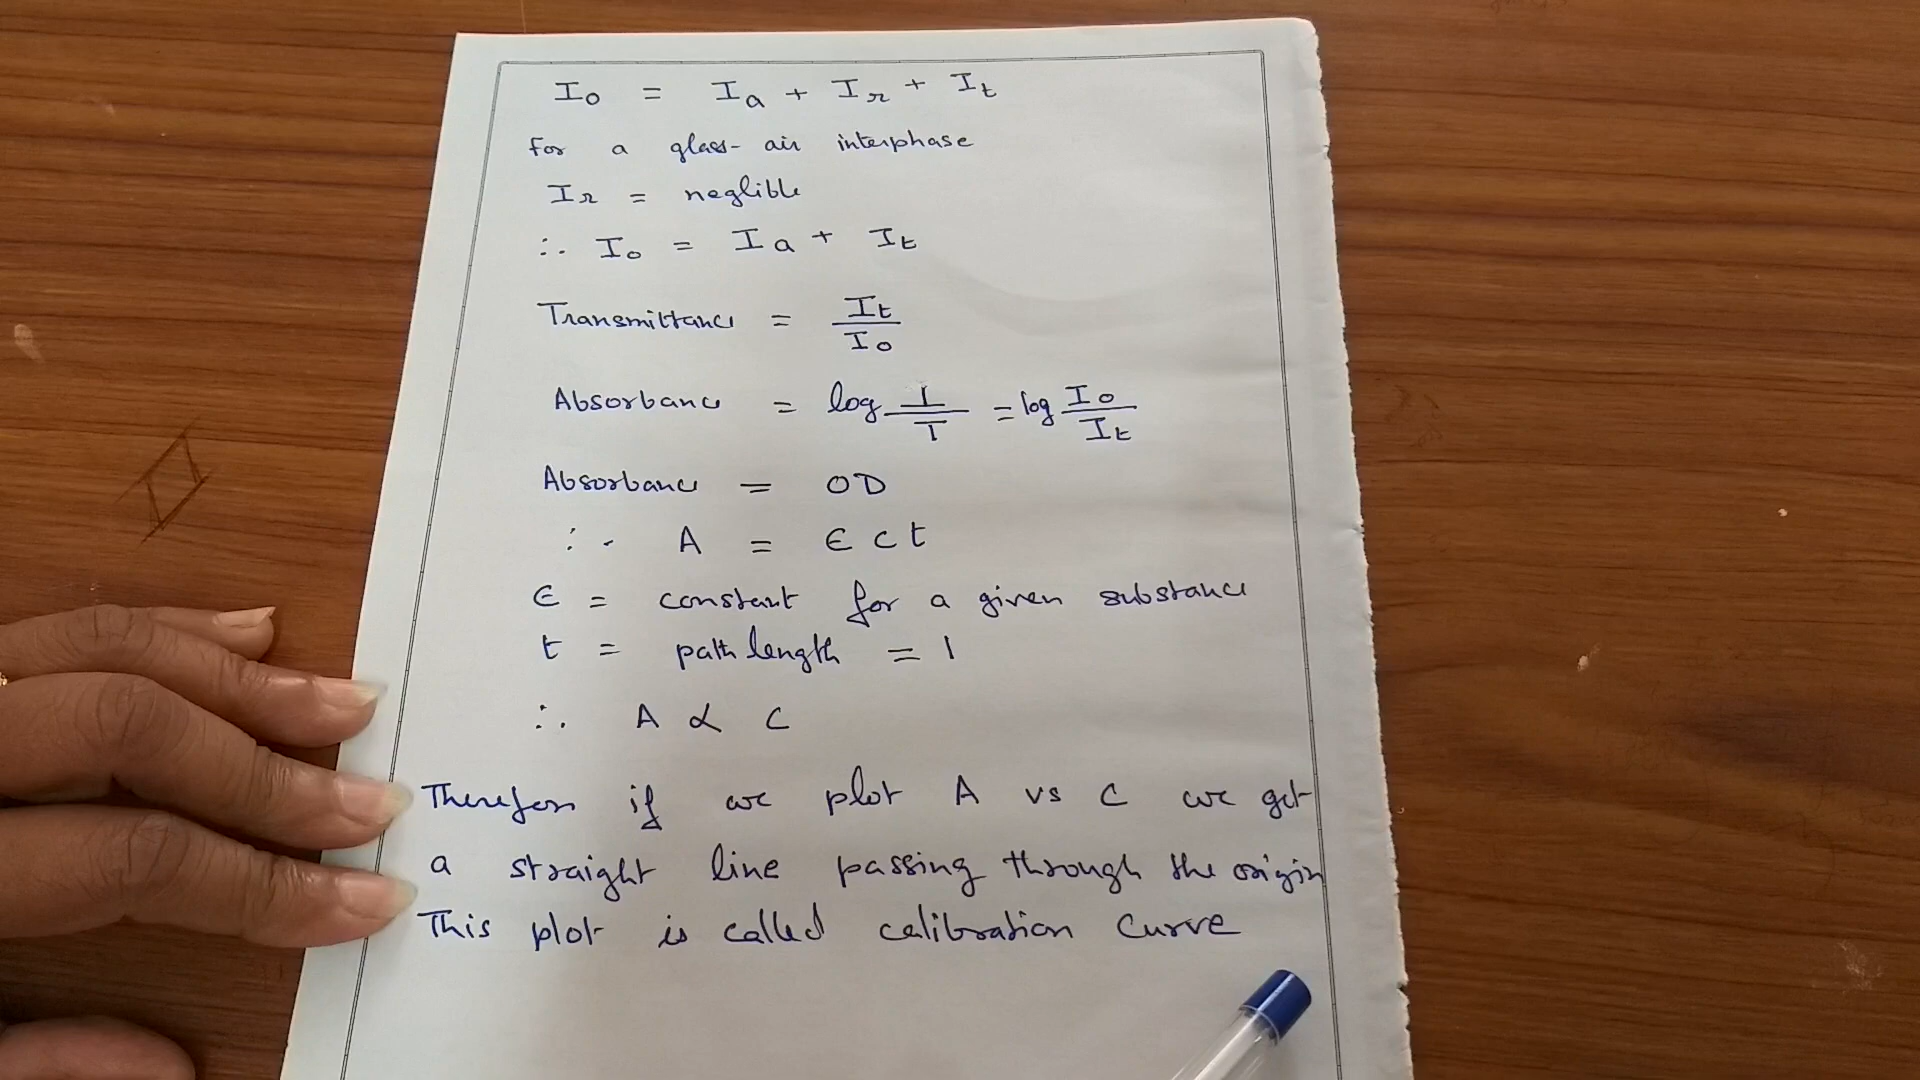 I₀ = Ia + Ir + It
For a glass-air interphase
Ir = neglible
∴ I₀ = Ia + It
Transmittance = It/I₀
Absorbance = log 1/T = log I₀/It
Absorbance = OD
∴ A = ϵ c t
ϵ = constant for a given substance
t = path length = 1
∴ A α C
Therefore if we plot A vs C we get
a straight line passing through the origin
This plot is called calibration curve